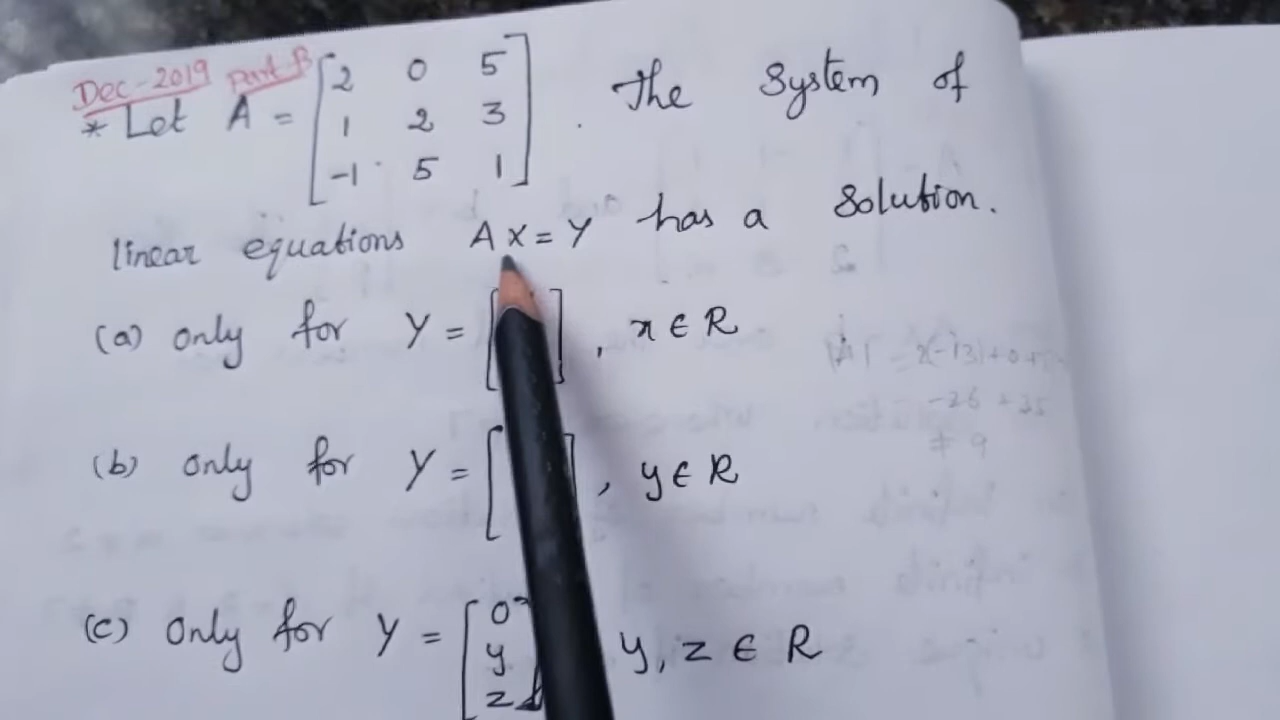 Dec-2019 part B
* Let A = [2 0 5
1 2 3
-1 5 1] . The System of
linear equations AX = Y has a solution.
(a) only for Y = [ ] , x ∈ R
(b) only for Y = [ ] , y ∈ R
(c) only for Y = [0
y
z] y, z ∈ R